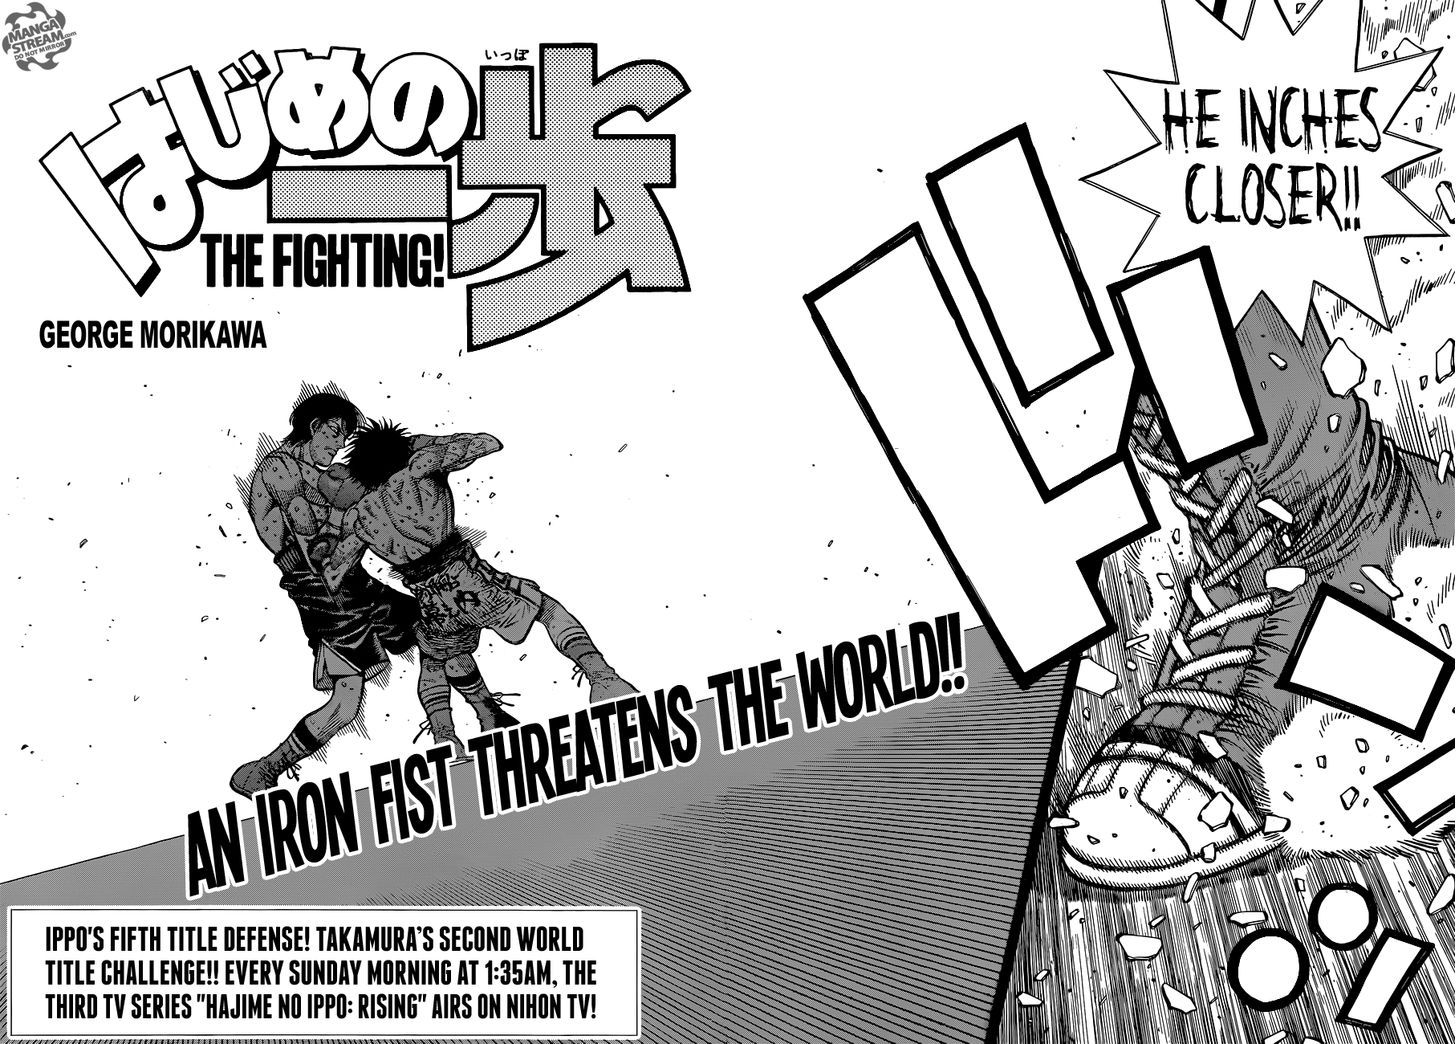 MANGA
STREAM.com
DO NOT MIRROR
いっぽ
はじめの一歩
THE FIGHTING!
GEORGE MORIKAWA
HE INCHES
CLOSER!!
AN IRON FIST THREATENS THE WORLD!!
IPPO'S FIFTH TITLE DEFENSE! TAKAMURA'S SECOND WORLD
TITLE CHALLENGE!! EVERY SUNDAY MORNING AT 1:35AM, THE
THIRD TV SERIES "HAJIME NO IPPO: RISING" AIRS ON NIHON TV!